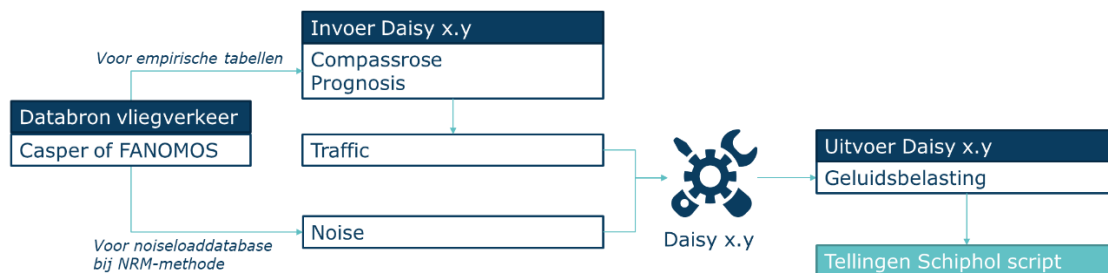 Invoer Daisy x.y
Voor empirische tabellen
Compassrose
Prognosis
Databron vliegverkeer
Casper of FANOMOS
Traffic
Uitvoer Daisy x.y
Geluidsbelasting
Noise
Daisy x.y
Voor noiseloaddatabase
bij NRM-methode
Tellingen Schiphol script